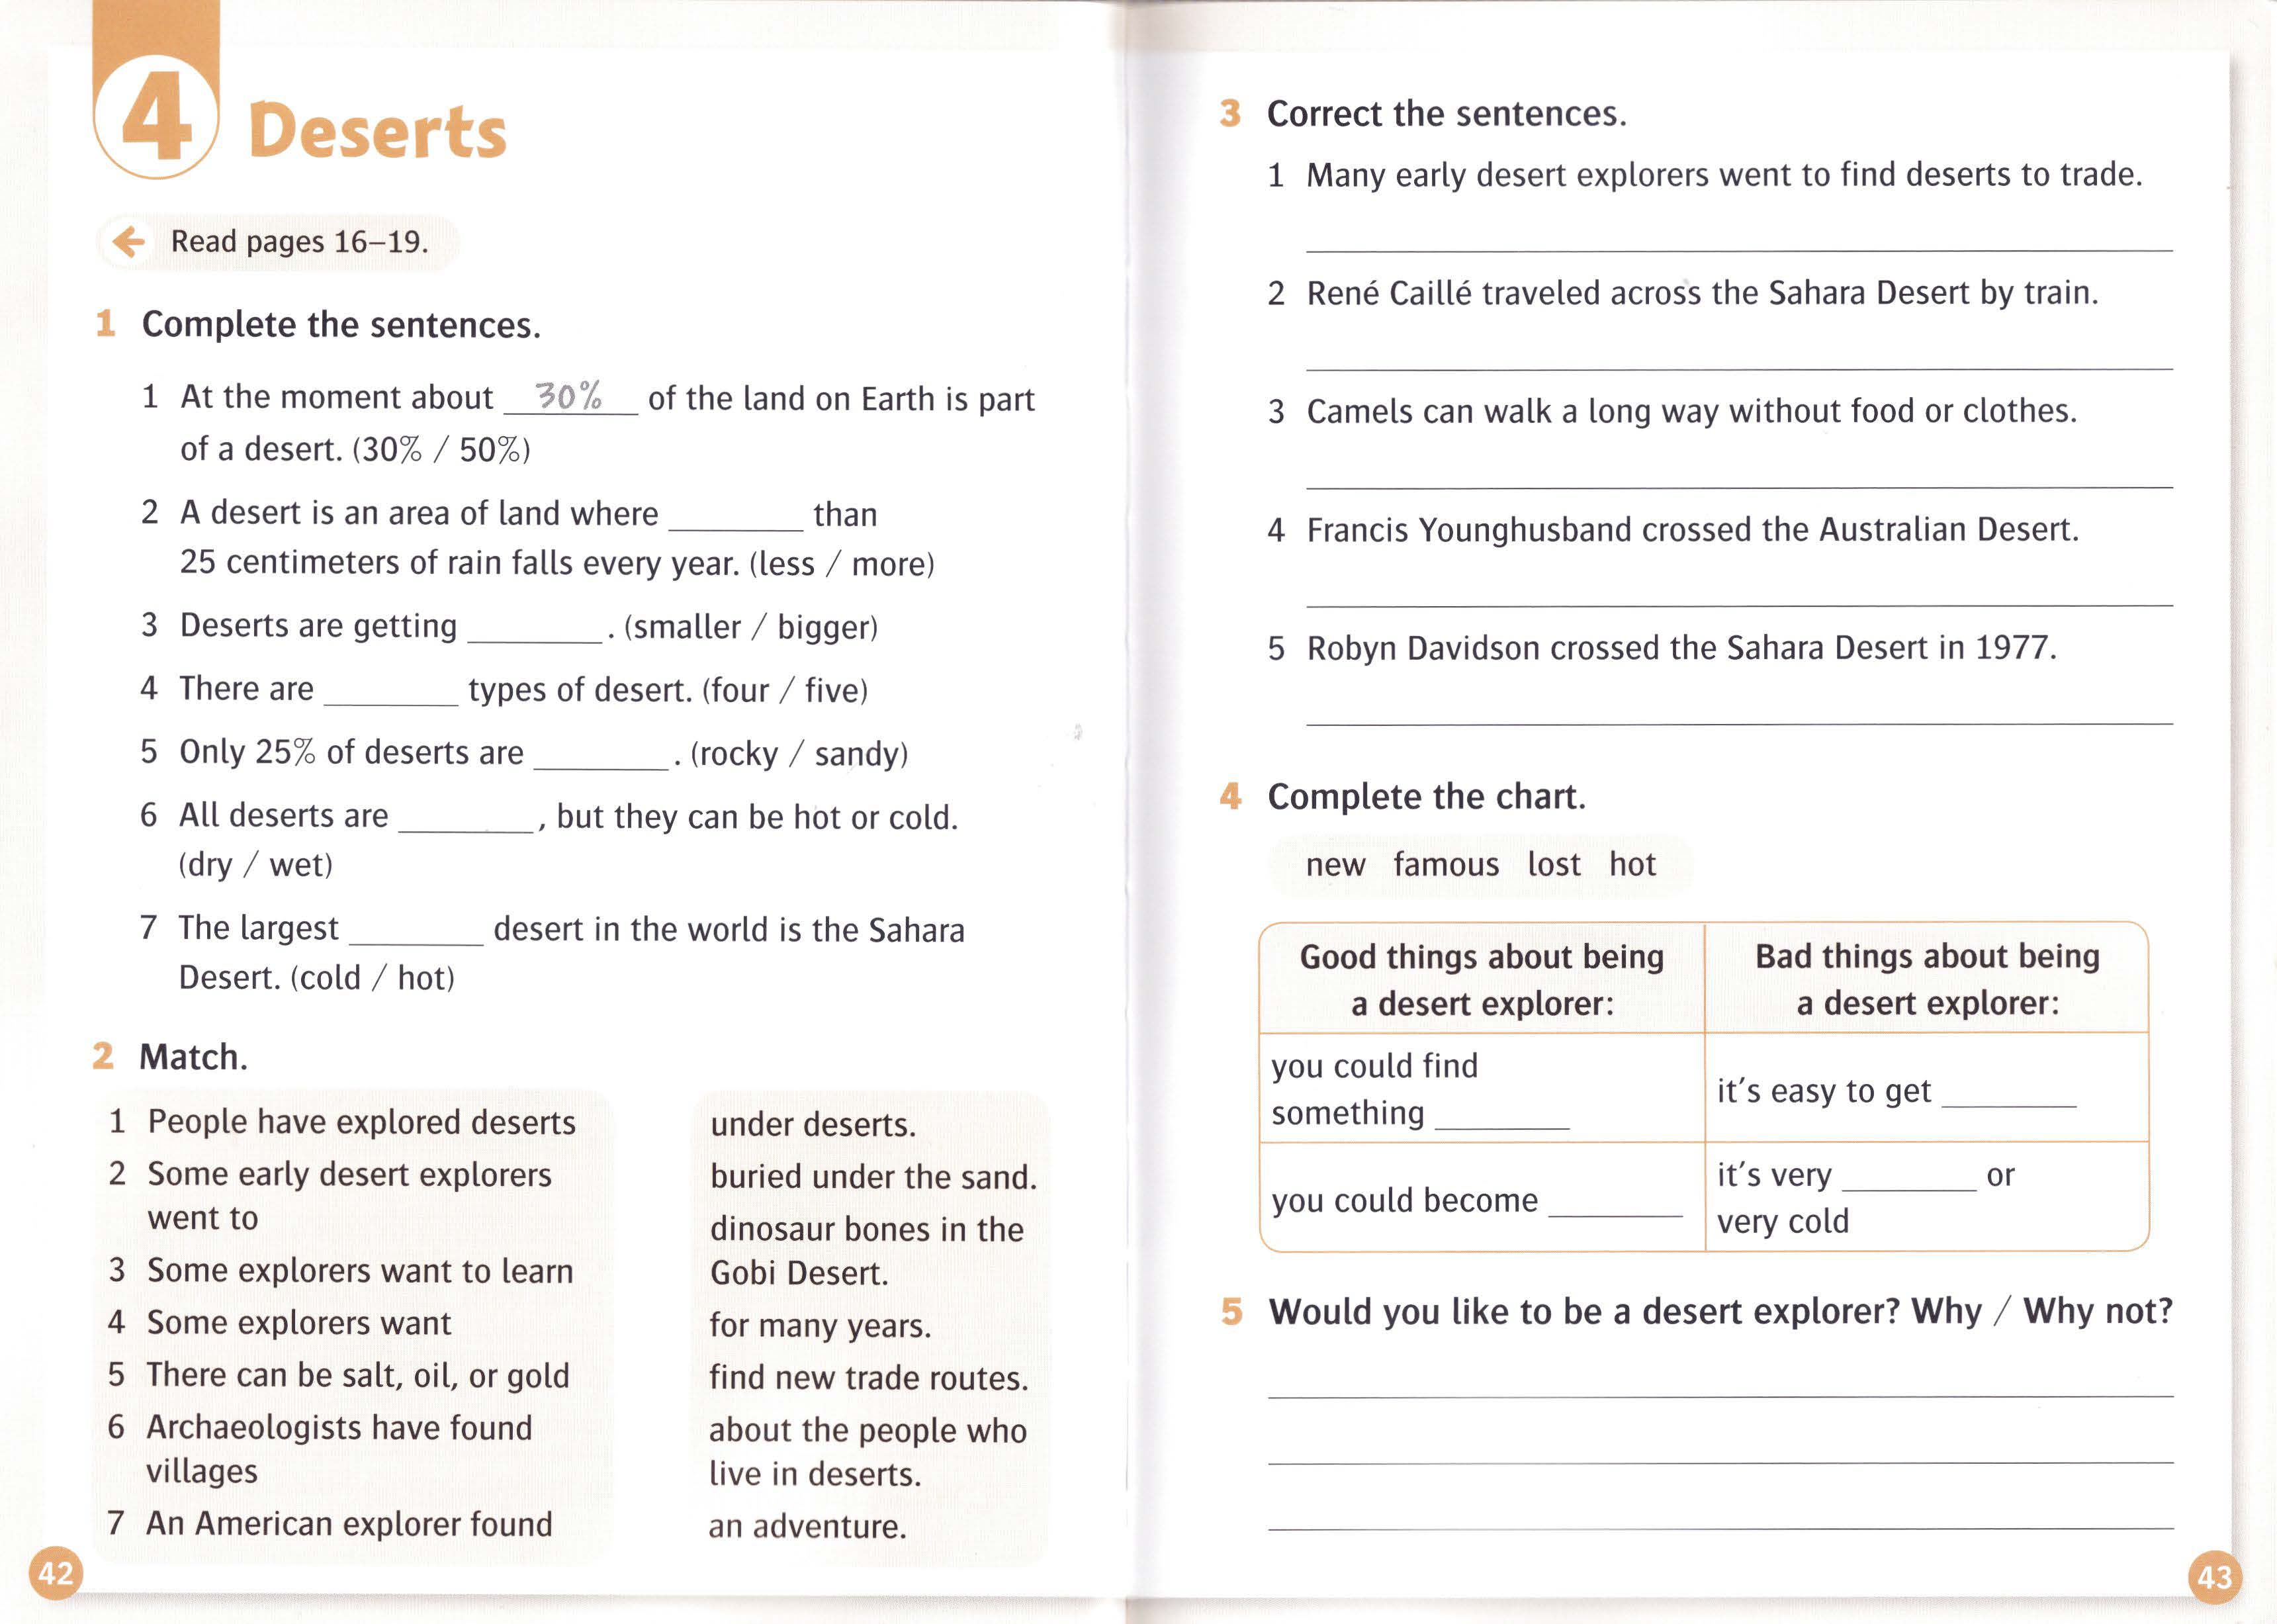 4 Deserts
Read pages 16–19.
1 Complete the sentences.
1 At the moment about 30% of the land on Earth is part
of a desert. (30% / 50%)
2 A desert is an area of land where ________ than
25 centimeters of rain falls every year. (less / more)
3 Deserts are getting ________. (smaller / bigger)
4 There are ________ types of desert. (four / five)
5 Only 25% of deserts are ________. (rocky / sandy)
6 All deserts are ________, but they can be hot or cold.
(dry / wet)
7 The largest ________ desert in the world is the Sahara
Desert. (cold / hot)
2 Match.
1 People have explored deserts
2 Some early desert explorers
went to
3 Some explorers want to learn
4 Some explorers want
5 There can be salt, oil, or gold
6 Archaeologists have found
villages
7 An American explorer found
under deserts.
buried under the sand.
dinosaur bones in the
Gobi Desert.
for many years.
find new trade routes.
about the people who
live in deserts.
an adventure.
42
3 Correct the sentences.
1 Many early desert explorers went to find deserts to trade.
2 René Caillé traveled across the Sahara Desert by train.
3 Camels can walk a long way without food or clothes.
4 Francis Younghusband crossed the Australian Desert.
5 Robyn Davidson crossed the Sahara Desert in 1977.
4 Complete the chart.
new famous lost hot
Good things about being
a desert explorer:
Bad things about being
a desert explorer:
you could find
something ________
it's easy to get ________
you could become ________
it's very ________ or
very cold
5 Would you like to be a desert explorer? Why / Why not?
43